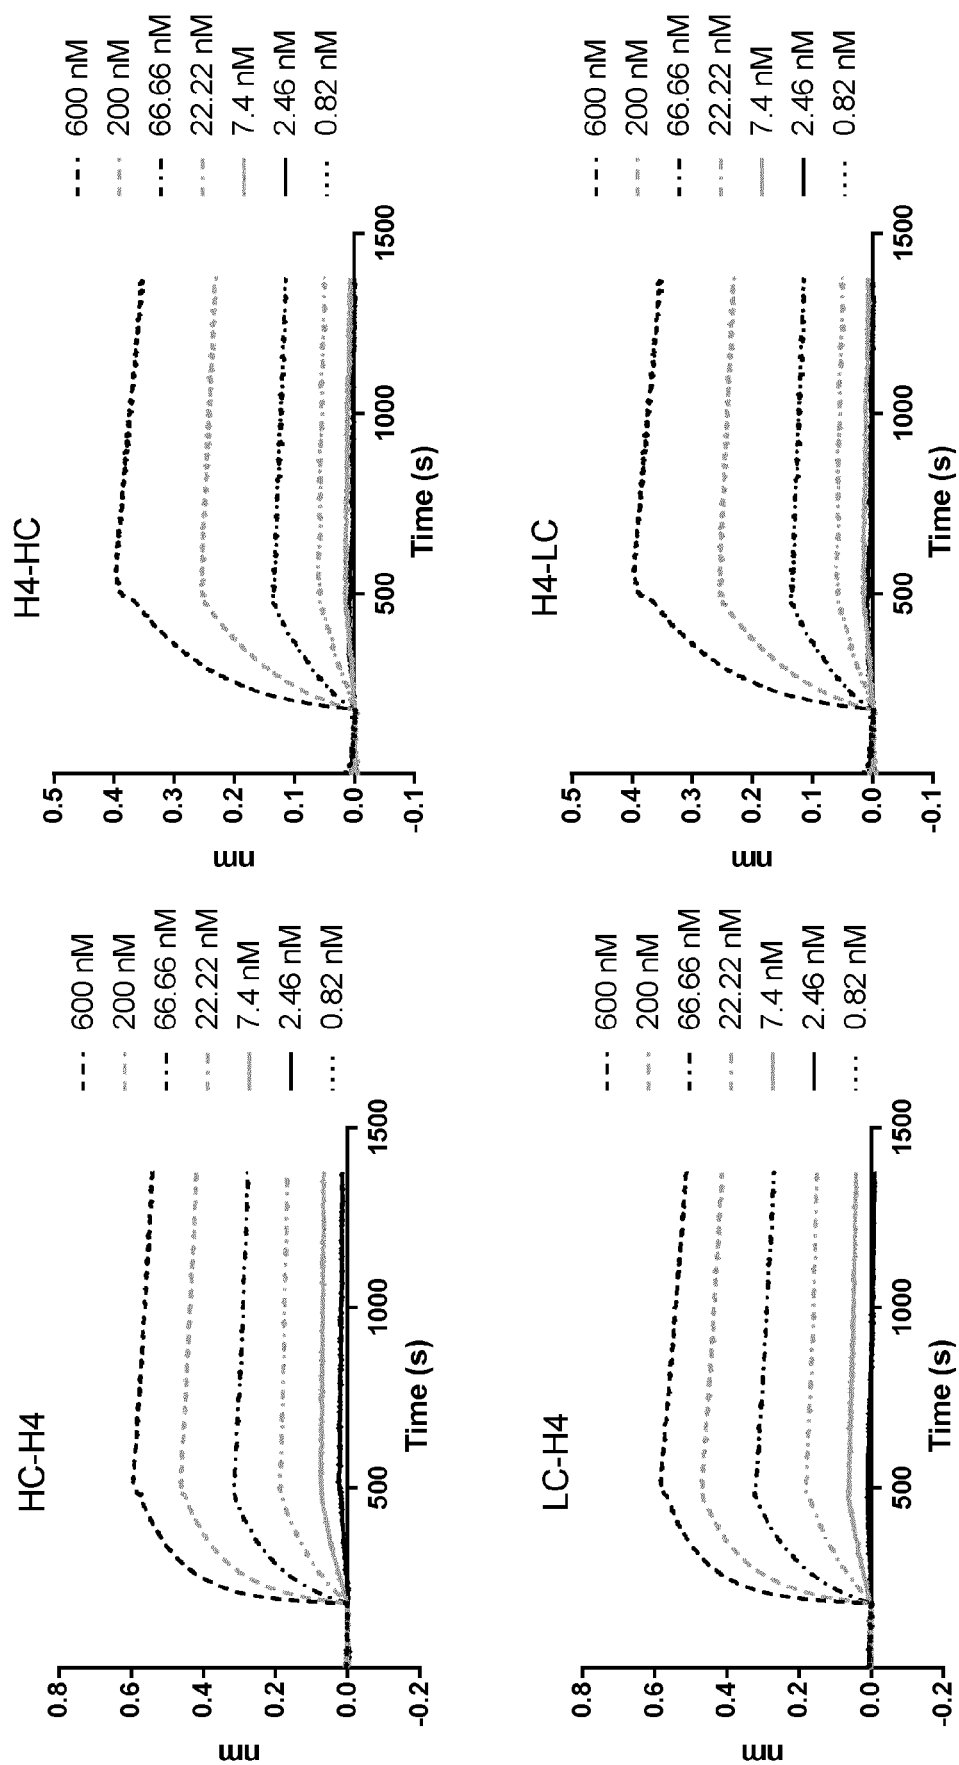 HC-H4
nm
0.8
0.6
0.4
0.2
0.0
-0.2
500
1000
1500
Time (s)
600 nM
200 nM
66.66 nM
22.22 nM
7.4 nM
2.46 nM
0.82 nM
H4-HC
nm
0.5
0.4
0.3
0.2
0.1
0.0
-0.1
500
1000
1500
Time (s)
600 nM
200 nM
66.66 nM
22.22 nM
7.4 nM
2.46 nM
0.82 nM
LC-H4
nm
0.8
0.6
0.4
0.2
0.0
-0.2
500
1000
1500
Time (s)
600 nM
200 nM
66.66 nM
22.22 nM
7.4 nM
2.46 nM
0.82 nM
H4-LC
nm
0.5
0.4
0.3
0.2
0.1
0.0
-0.1
500
1000
1500
Time (s)
600 nM
200 nM
66.66 nM
22.22 nM
7.4 nM
2.46 nM
0.82 nM